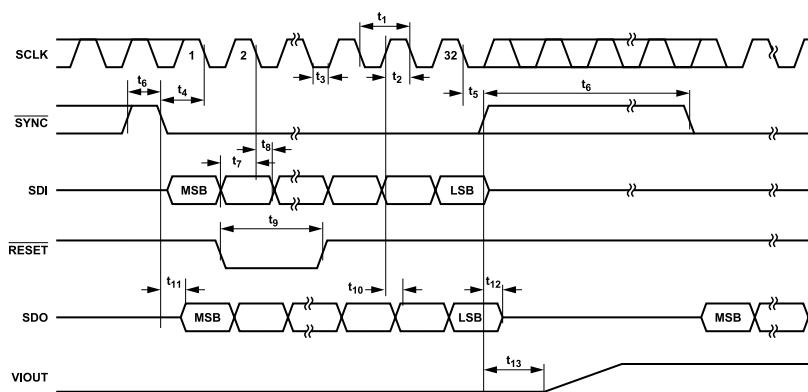 t1
SCLK
1
2
32
t3
t2
t6
t4
t5
t6
SYNC
t7
t8
SDI
MSB
LSB
t9
RESET
t11
t10
t12
SDO
MSB
LSB
MSB
t13
VIOUT